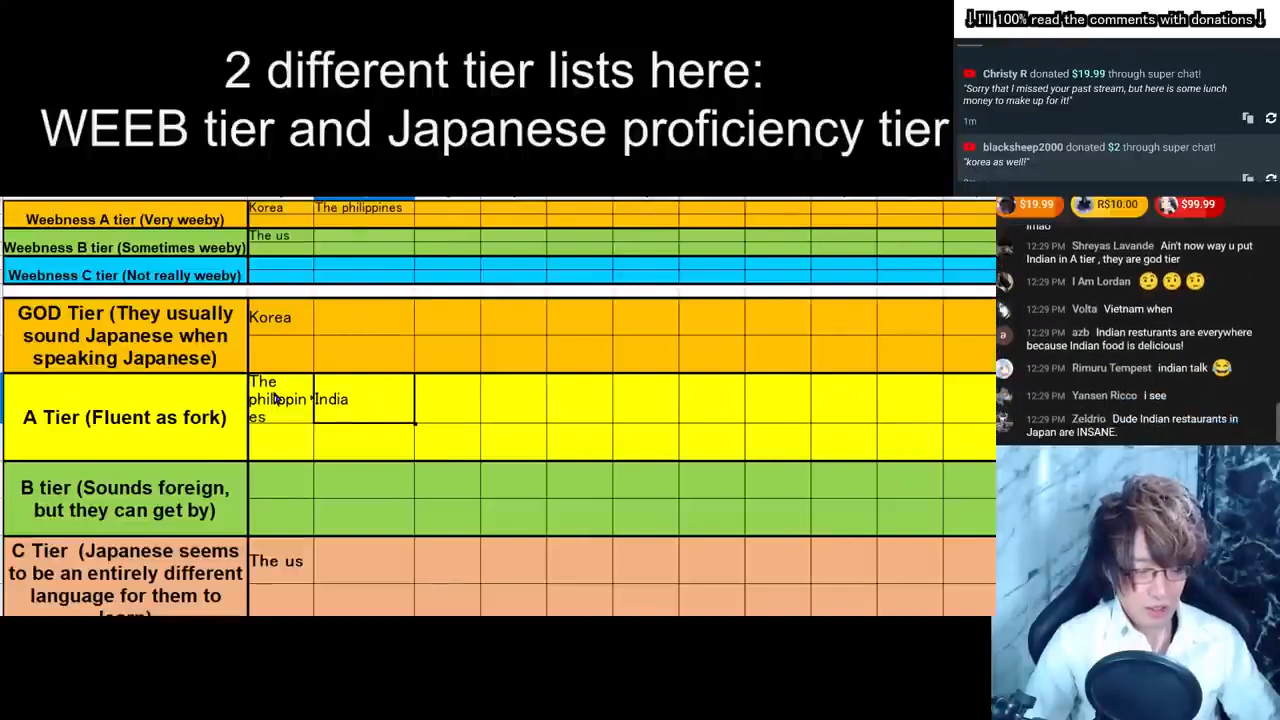 2 different tier lists here:
WEEB tier and Japanese proficiency tier
↓I'll 100% read the comments with donations↓
Christy R donated $19.99 through super chat!
"Sorry that I missed your past stream, but here is some lunch
money to make up for it!"
1m
blacksheep2000 donated $2 through super chat!
"korea as well!"
$19.99 R$10.00 $99.99
lmao
12:29 PM Shreyas Lavande Ain't now way u put
Indian in A tier , they are god tier
12:29 PM I Am Lordan
12:29 PM Volta Vietnam when
12:29 PM azb Indian resturants are everywhere
because Indian food is delicious!
12:29 PM Rimuru Tempest indian talk
12:29 PM Yansen Ricco i see
12:29 PM Zeldrio Dude Indian restaurants in
Japan are INSANE.
Weebness A tier (Very weeby) Korea The philippines
Weebness B tier (Sometimes weeby) The us
Weebness C tier (Not really weeby)
GOD Tier (They usually
sound Japanese when
speaking Japanese)
Korea
A Tier (Fluent as fork)
The
philippin
es
India
B tier (Sounds foreign,
but they can get by)
C Tier (Japanese seems
to be an entirely different
language for them to
learn)
The us